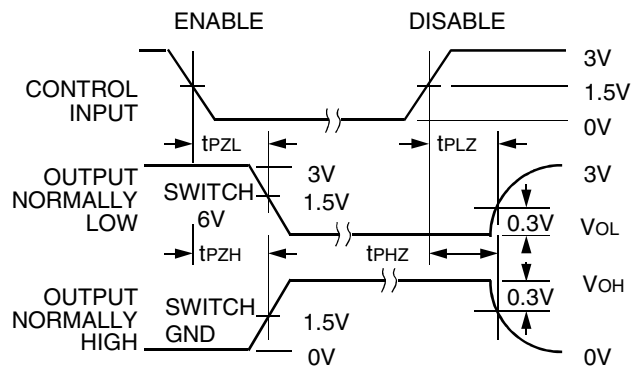 ENABLE DISABLE
3V
CONTROL INPUT
1.5V
0V
tPZL tPLZ
OUTPUT NORMALLY LOW
SWITCH 6V
3V
1.5V
3V
0.3V VOL
tPZH tPHZ
OUTPUT NORMALLY HIGH
SWITCH GND
1.5V
0V
VOH
0.3V
0V